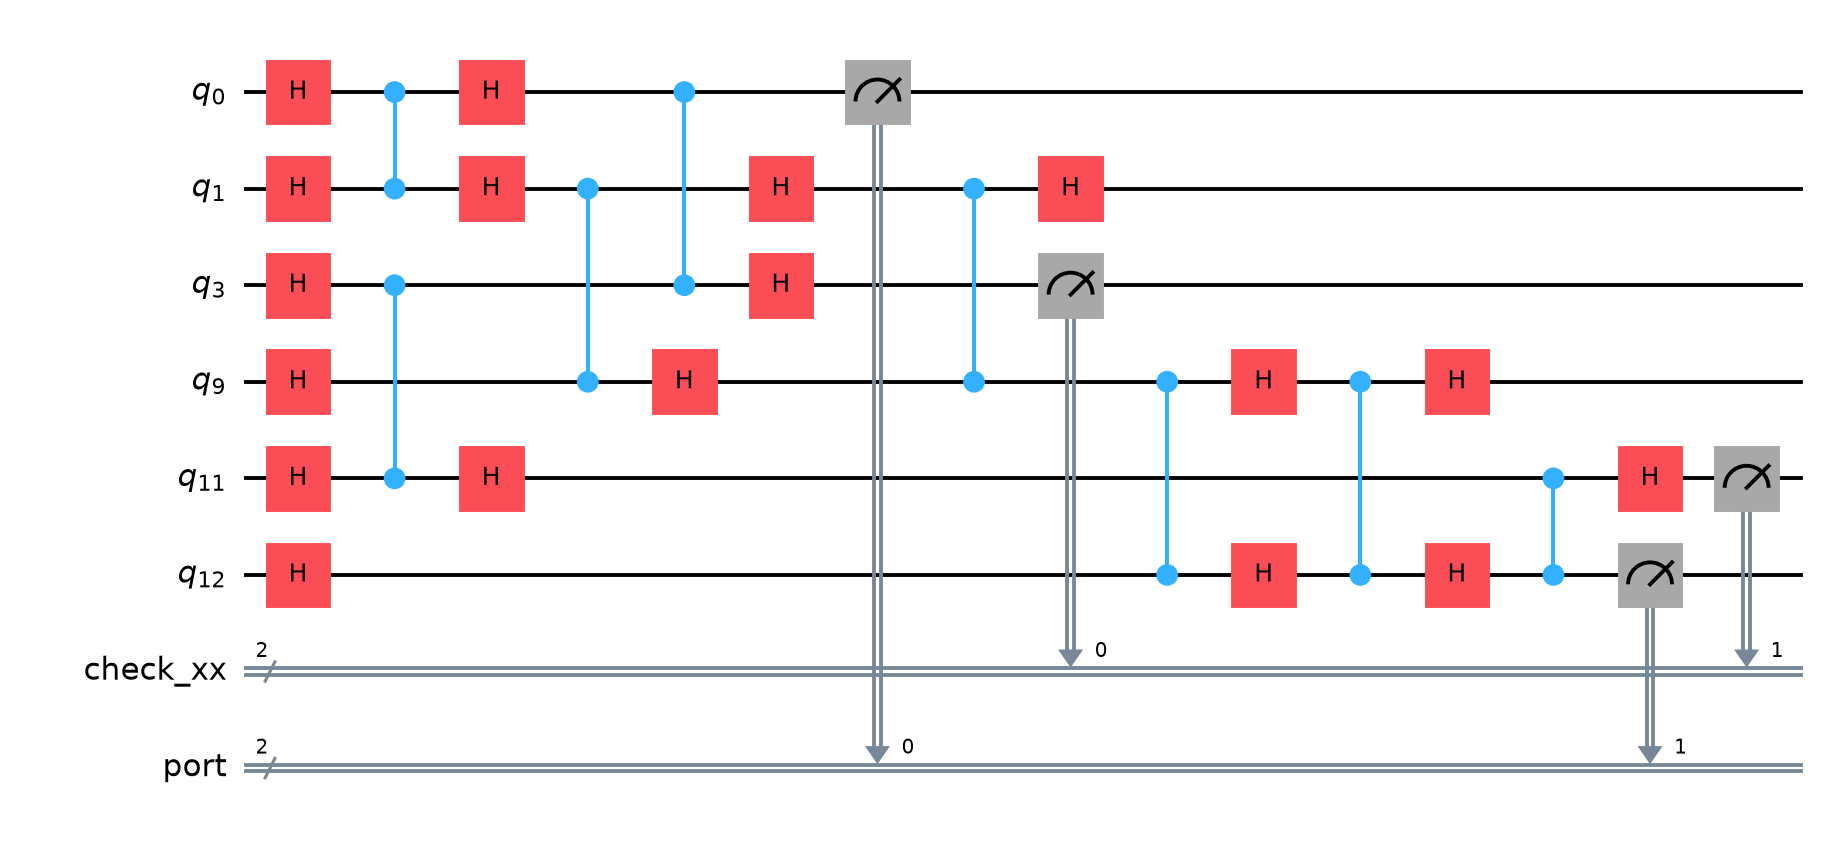 q0 H H
q1 H H H H
q3 H H
q9 H H H H
q11 H H H
q12 H H H
check_xx 2 0 1
port 2 0 1